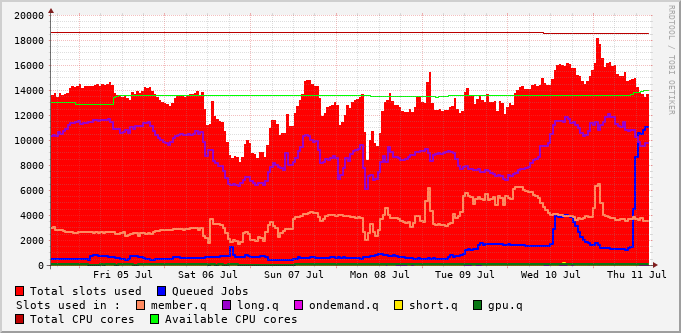 20000
18000
16000
14000
12000
10000
8000
6000
4000
2000
0
Fri 05 Jul Sat 06 Jul Sun 07 Jul Mon 08 Jul Tue 09 Jul Wed 10 Jul Thu 11 Jul
Total slots used Queued Jobs
Slots used in : member.q long.q ondemand.q short.q gpu.q
Total CPU cores Available CPU cores
RRDTOOL / TOBI OETIKER